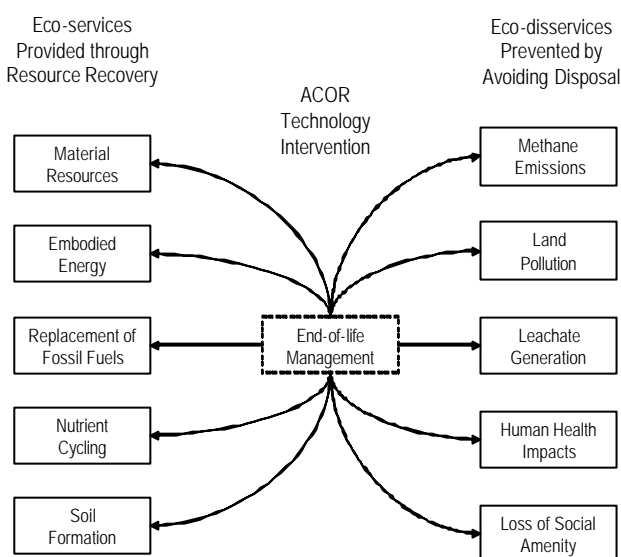 Eco-services
Provided through
Resource Recovery
ACOR
Technology
Intervention
Eco-disservices
Prevented by
Avoiding Disposal
Material
Resources
Embodied
Energy
Replacement of
Fossil Fuels
Nutrient
Cycling
Soil
Formation
End-of-life
Management
Methane
Emissions
Land
Pollution
Leachate
Generation
Human Health
Impacts
Loss of Social
Amenity